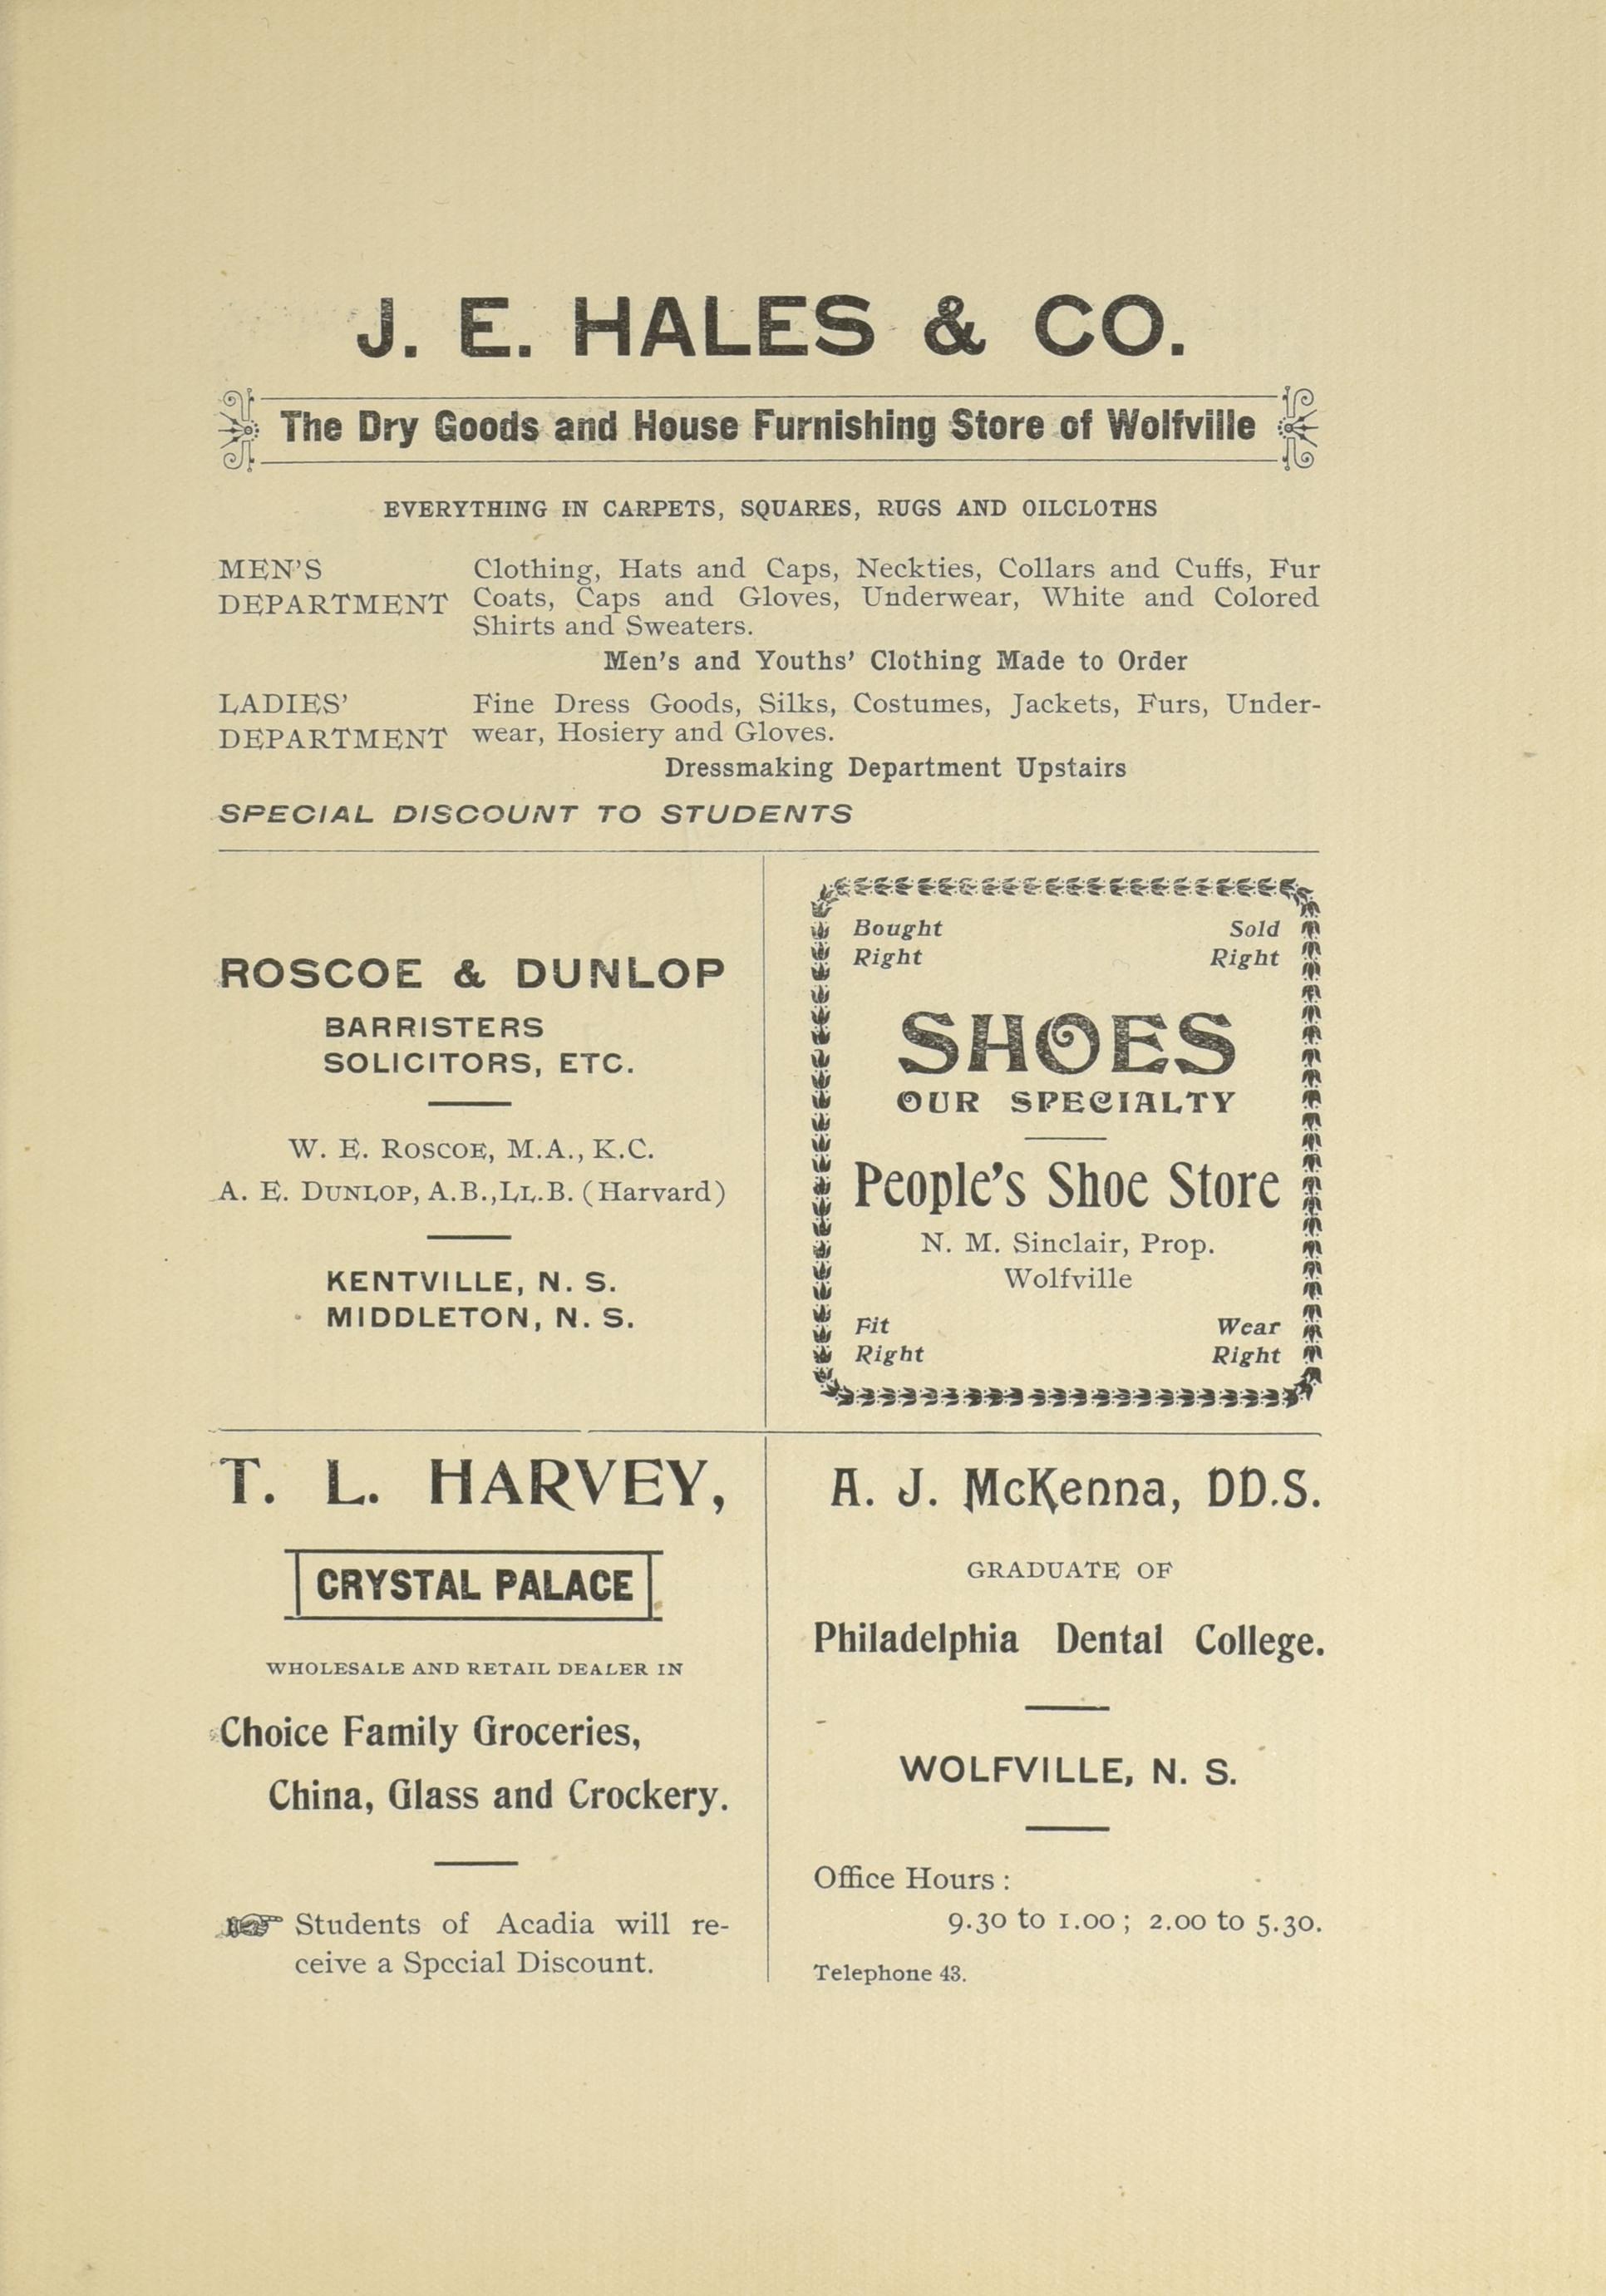 J. E. HALES & CO.
The Dry Goods and House Furnishing Store of Wolfville
EVERYTHING IN CARPETS, SQUARES, RUGS AND OILCLOTHS
MEN'S
DEPARTMENT
Clothing, Hats and Caps, Neckties, Collars and Cuffs, Fur
Coats, Caps and Gloves, Underwear, White and Colored
Shirts and Sweaters.
Men's and Youths' Clothing Made to Order
LADIES'
DEPARTMENT
Fine Dress Goods, Silks, Costumes, Jackets, Furs, Under-
wear, Hosiery and Gloves.
Dressmaking Department Upstairs
SPECIAL DISCOUNT TO STUDENTS
ROSCOE & DUNLOP
BARRISTERS
SOLICITORS, ETC.
W. E. ROSCOE, M.A., K.C.
A. E. DUNLOP, A.B.,LL.B. (Harvard)
KENTVILLE, N. S.
MIDDLETON, N. S.
Bought Sold
Right Right
SHOES
OUR SPECIALTY
People's Shoe Store
N. M. Sinclair, Prop.
Wolfville
Fit Wear
Right Right
T. L. HARVEY,
CRYSTAL PALACE
WHOLESALE AND RETAIL DEALER IN
Choice Family Groceries,
China, Glass and Crockery.
Students of Acadia will re-
ceive a Special Discount.
A. J. McKenna, DD.S.
GRADUATE OF
Philadelphia Dental College.
WOLFVILLE, N. S.
Office Hours :
9.30 to 1.00 ; 2.00 to 5.30.
Telephone 43.